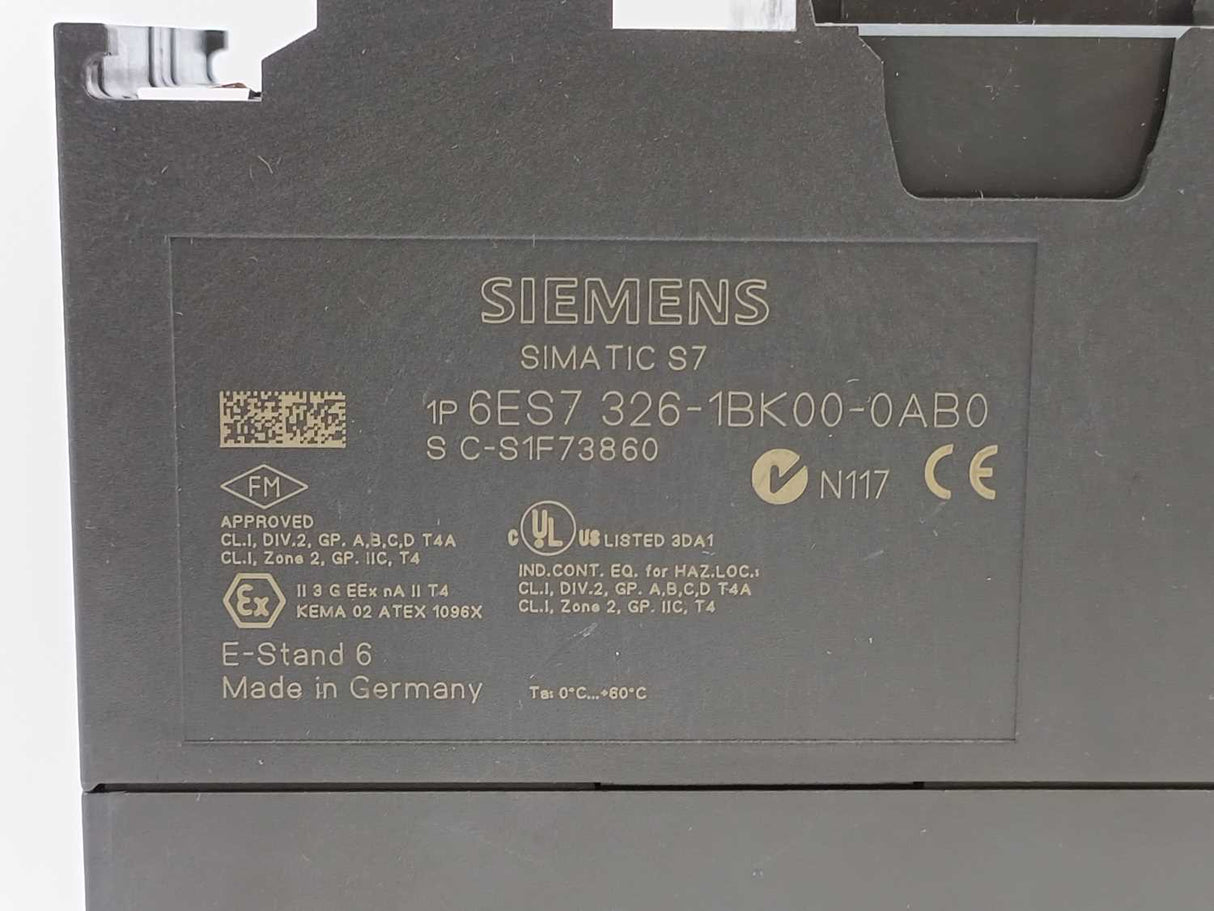 SIEMENS
SIMATIC S7
1P 6ES7 326-1BK00-0AB0
S C-S1F73860
N117 CE
FM
APPROVED
CL.I, DIV.2, GP. A,B,C,D T4A
CL.I, Zone 2, GP. IIC, T4
Ex II 3 G EEx nA II T4
KEMA 02 ATEX 1096X
C UL US LISTED 3DA1
IND.CONT. EQ. for HAZ.LOC.:
CL.I, DIV.2, GP. A,B,C,D T4A
CL.I, Zone 2, GP. IIC, T4
E-Stand 6
Made in Germany
Ta: 0°C...+60°C